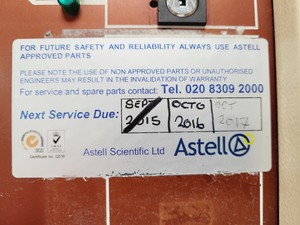 FOR FUTURE SAFETY AND RELIABILITY ALWAYS USE ASTELL
APPROVED PARTS
PLEASE NOTE THE USE OF NON APPROVED PARTS OR UNAUTHORISED
ENGINEERS MAY RESULT IN THE INVALIDATION OF WARRANTY
For service and spare parts contact: Tel. 020 8309 2000
Next Service Due:
SEPT 2015
OCTO 2016
OCT 2017
Astell Scientific Ltd
Astell